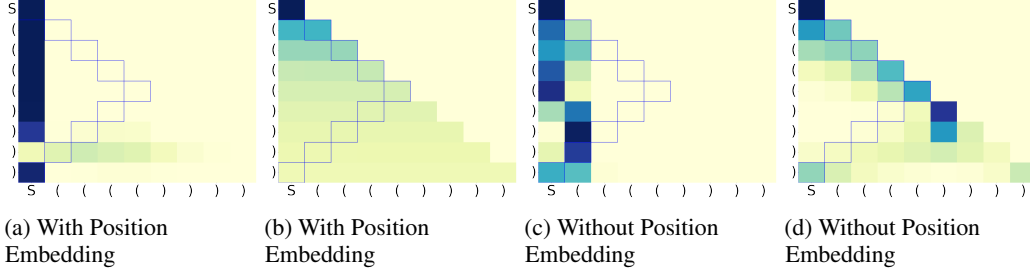 S
(
(
(
(
)
)
)
)
S ( ( ( ( ) ) ) )
(a) With Position
Embedding
S
(
(
(
(
)
)
)
)
S ( ( ( ( ) ) ) )
(b) With Position
Embedding
S
(
(
(
(
)
)
)
)
S ( ( ( ( ) ) ) )
(c) Without Position
Embedding
S
(
(
(
(
)
)
)
)
S ( ( ( ( ) ) ) )
(d) Without Position
Embedding